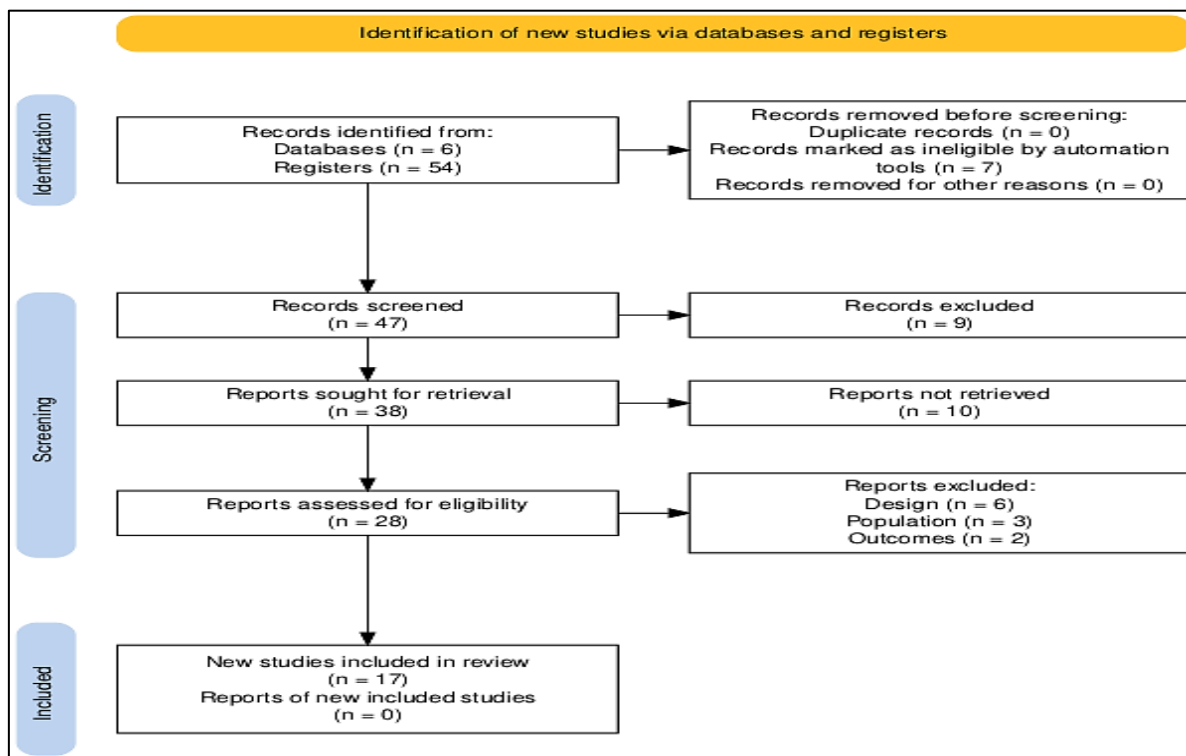 Identification of new studies via databases and registers
Identification
Records identified from:
Databases (n = 6)
Registers (n = 54)
Records removed before screening:
Duplicate records (n = 0)
Records marked as ineligible by automation
tools (n = 7)
Records removed for other reasons (n = 0)
Screening
Records screened
(n = 47)
Records excluded
(n = 9)
Reports sought for retrieval
(n = 38)
Reports not retrieved
(n = 10)
Reports assessed for eligibility
(n = 28)
Reports excluded:
Design (n = 6)
Population (n = 3)
Outcomes (n = 2)
Included
New studies included in review
(n = 17)
Reports of new included studies
(n = 0)